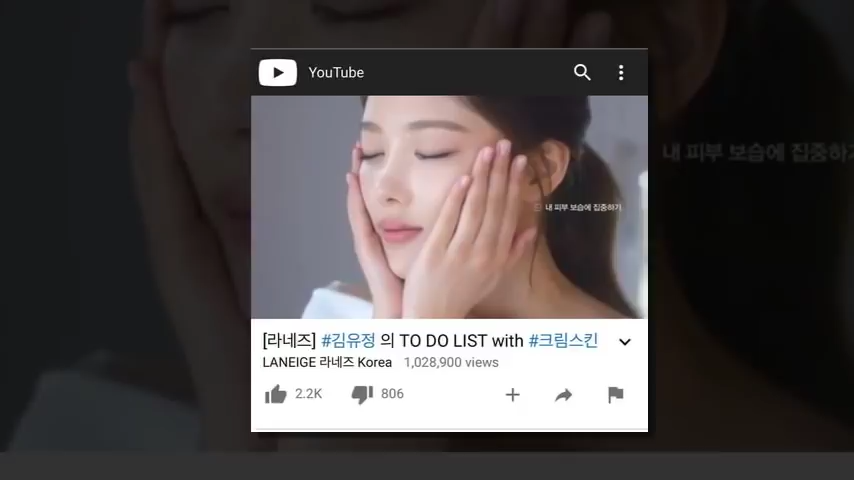 YouTube
내 피부 보습에 집중하기
내 피부 보습에 집중하기
[라네즈] #김유정 의 TO DO LIST with #크림스킨
LANEIGE 라네즈 Korea 1,028,900 views
2.2K 806